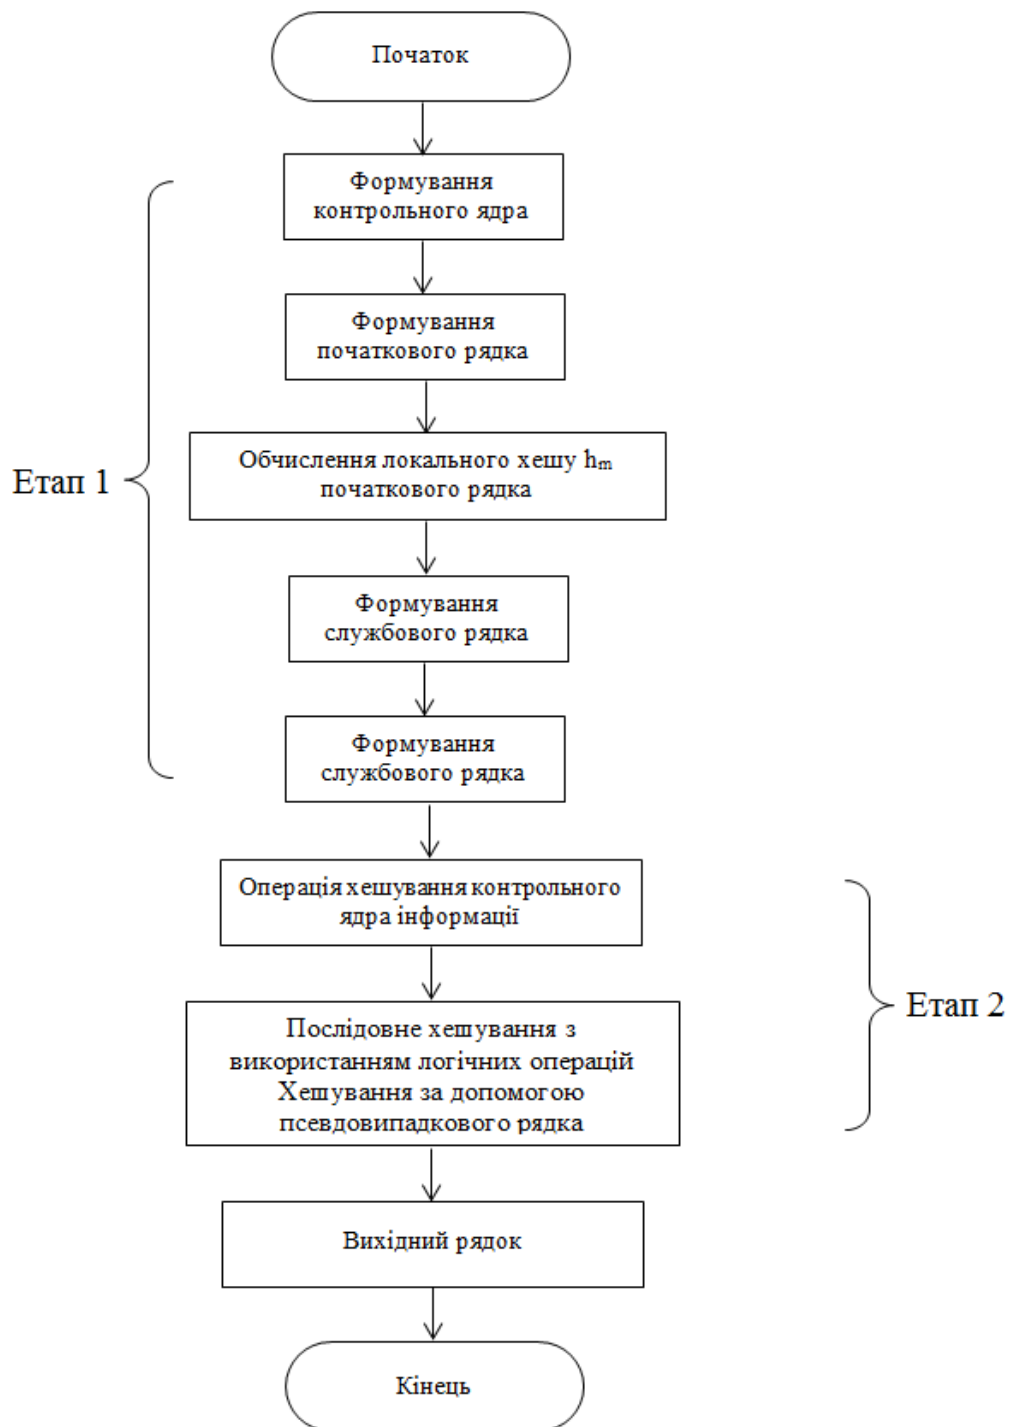 Початок
Формування
контрольного ядра
Формування
початкового рядка
Обчислення локального хешу hₘ
початкового рядка
Етап 1
Формування
службового рядка
Формування
службового рядка
Операція хешування контрольного
ядра інформації
Етап 2
Послідовне хешування з
використанням логічних операцій
Хешування за допомогою
псевдовипадкового рядка
Вихідний рядок
Кінець